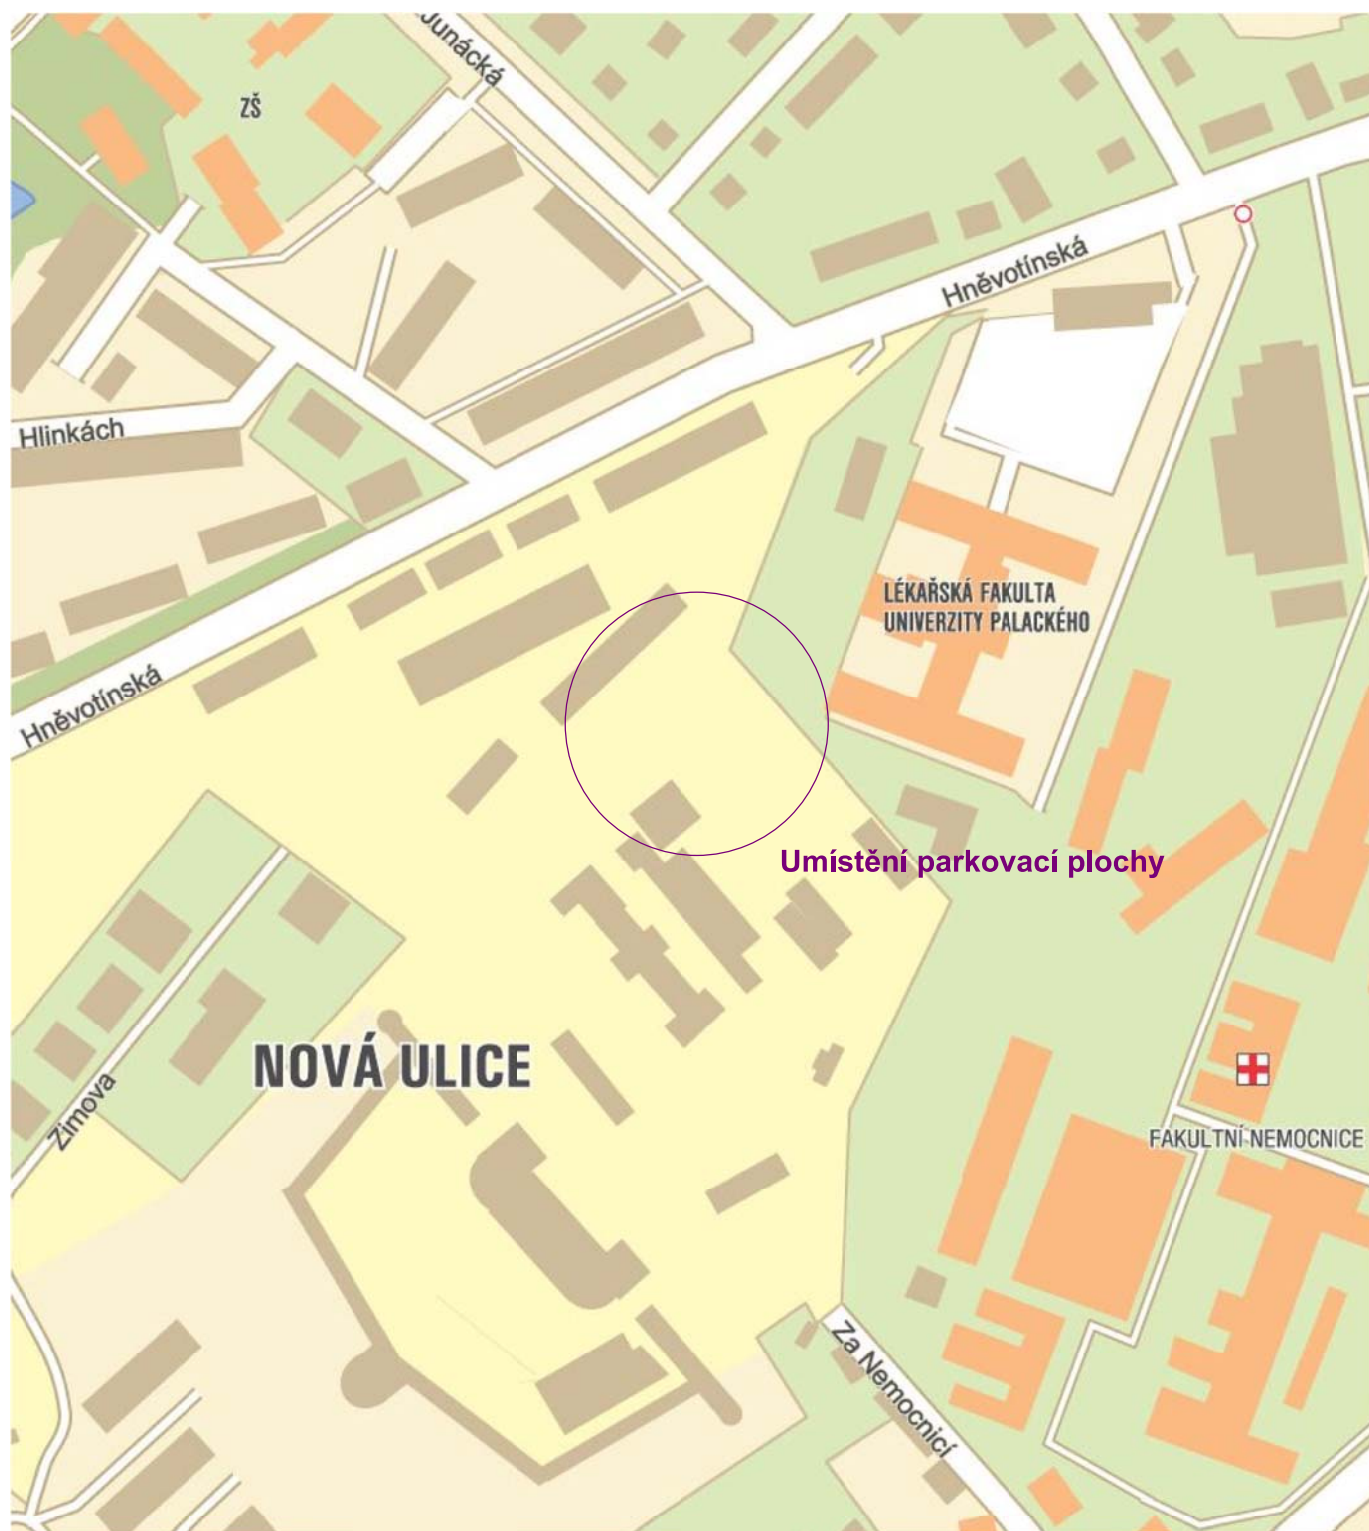 Junácká
ZŠ
Hněvotínská
Hlinkách
LÉKAŘSKÁ FAKULTA
UNIVERZITY PALACKÉHO
Hněvotínská
Umístění parkovací plochy
NOVÁ ULICE
Zimova
FAKULTNÍ NEMOCNICE
Za Nemocnicí